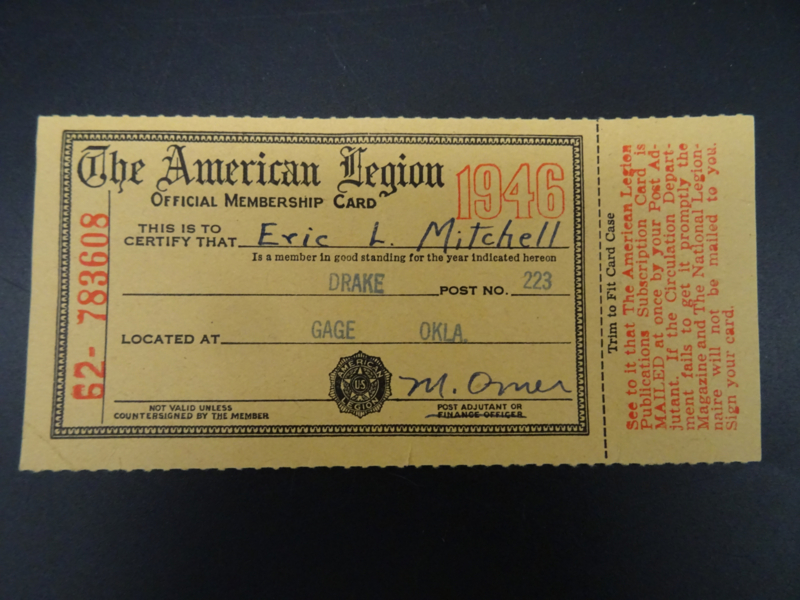 The American Legion
OFFICIAL MEMBERSHIP CARD
1946
62- 783608
THIS IS TO
CERTIFY THAT Eric L. Mitchell
Is a member in good standing for the year indicated hereon
DRAKE POST NO. 223
LOCATED AT GAGE OKLA.
AMERICAN
U.S
LEGION
M. Omer
NOT VALID UNLESS
COUNTERSIGNED BY THE MEMBER
POST ADJUTANT OR
FINANCE OFFICER
Trim to Fit Card Case
See to it that The American Legion
Publications Subscription Card is
MAILED at once by your Post Ad-
jutant. If the Circulation Depart-
ment fails to get it promptly the
Magazine and The National Legion-
naire will not be mailed to you.
Sign your card.